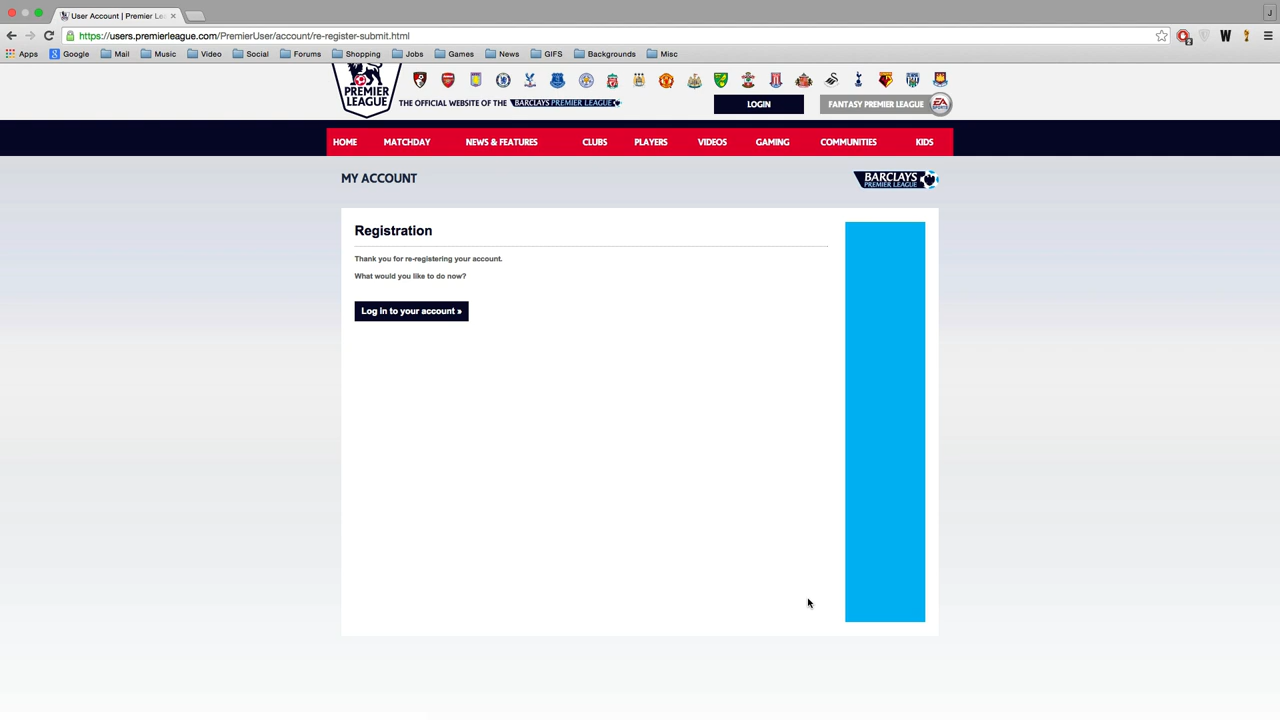 User Account | Premier Le
J
https://users.premierleague.com/PremierUser/account/re-register-submit.html
2
W
Apps Google Mail Music Video Social Forums Shopping Jobs Games News GIFS Backgrounds Misc
PREMIER
LEAGUE
THE OFFICIAL WEBSITE OF THE BARCLAYS PREMIER LEAGUE
LOGIN
FANTASY PREMIER LEAGUE
EA
SPORTS
HOME MATCHDAY NEWS & FEATURES CLUBS PLAYERS VIDEOS GAMING COMMUNITIES KIDS
MY ACCOUNT
BARCLAYS
PREMIER LEAGUE
Registration
Thank you for re-registering your account.
What would you like to do now?
Log in to your account »